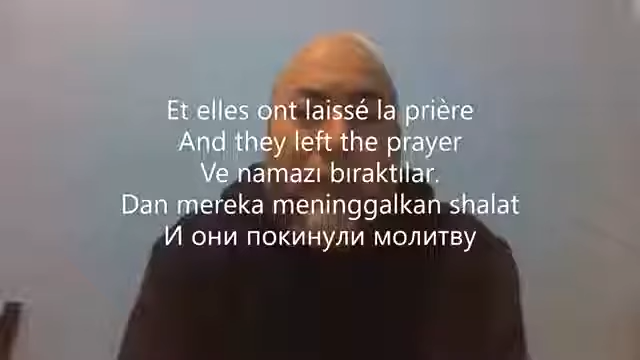 Et elles ont laissé la prière
And they left the prayer
Ve namazı bıraktılar.
Dan mereka meninggalkan shalat
И они покинули молитву